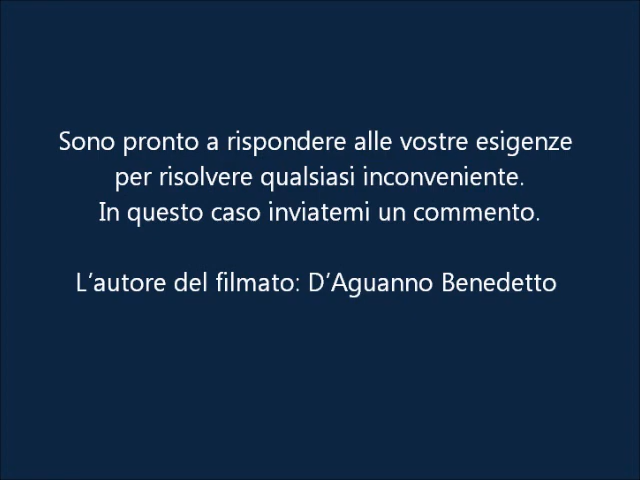 Sono pronto a rispondere alle vostre esigenze
per risolvere qualsiasi inconveniente.
In questo caso inviatemi un commento.
L‘autore del filmato: D‘Aguanno Benedetto